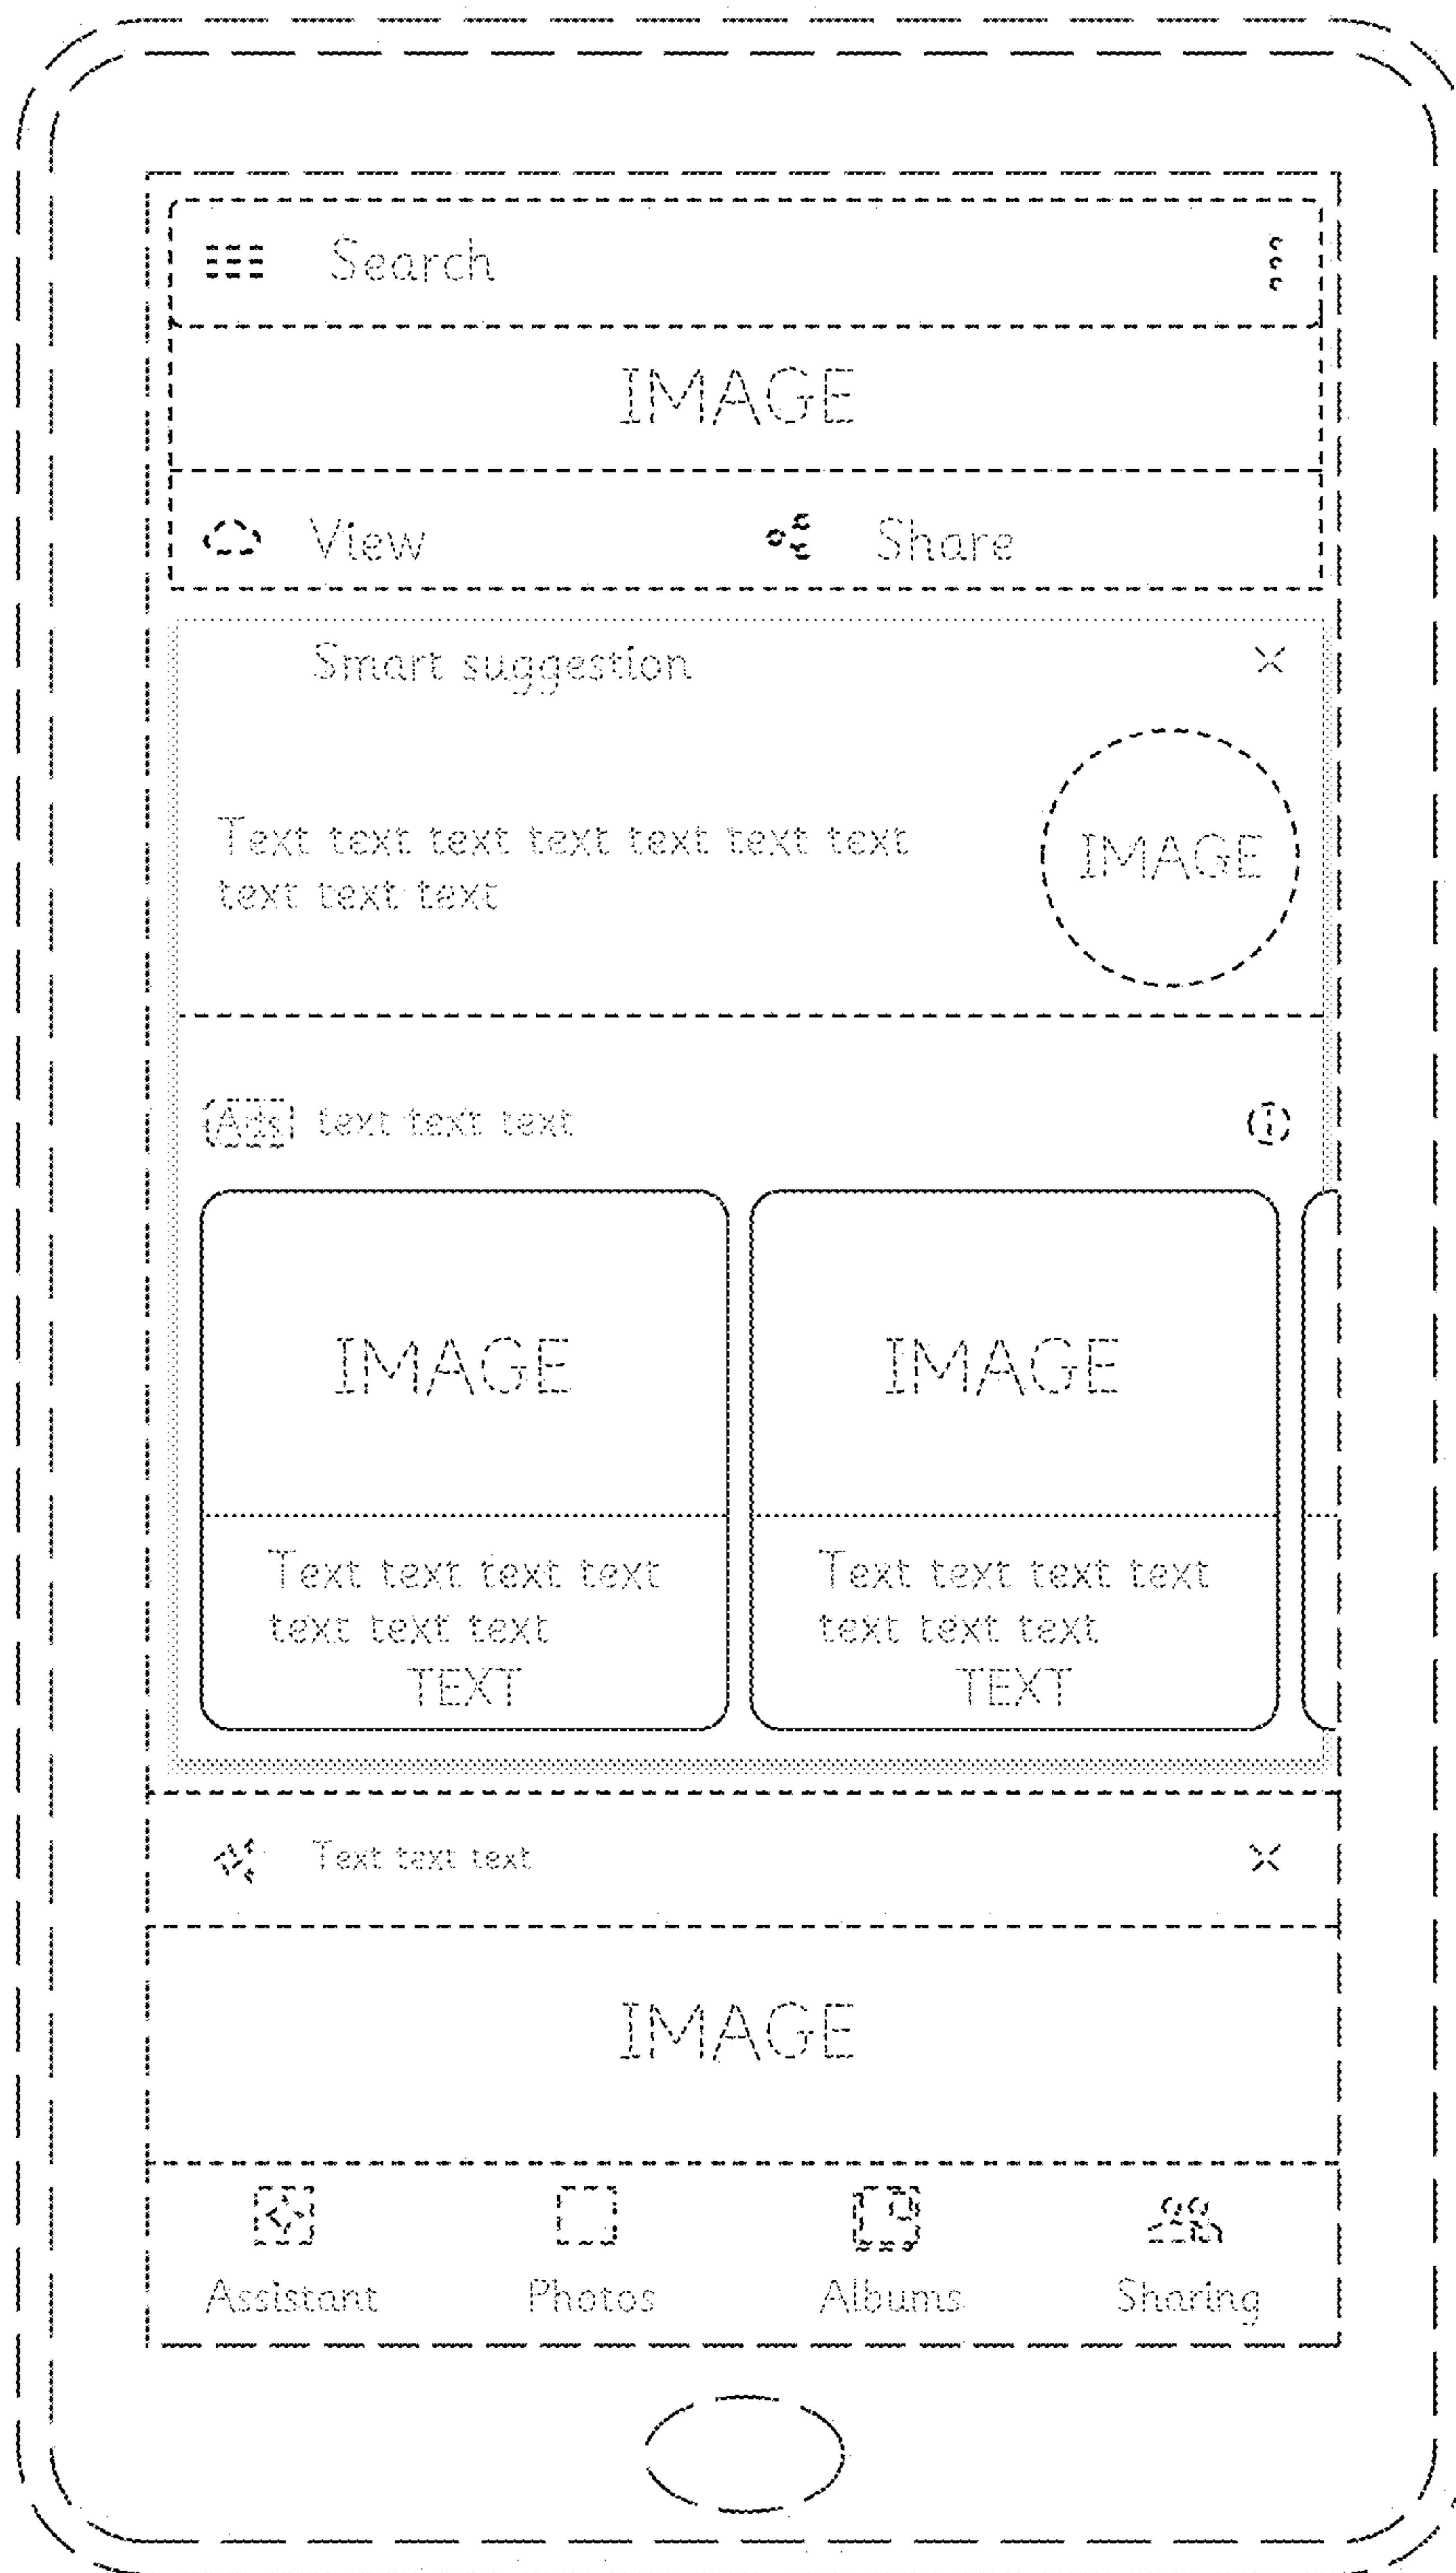 Search
IMAGE
View Share
Smart suggestion
Text text text text text text text
text text text
IMAGE
Ads text text text
IMAGE IMAGE
Text text text text Text text text text
text text text text text text
TEXT TEXT
Text text text
IMAGE
Assistant Photos Albums Sharing